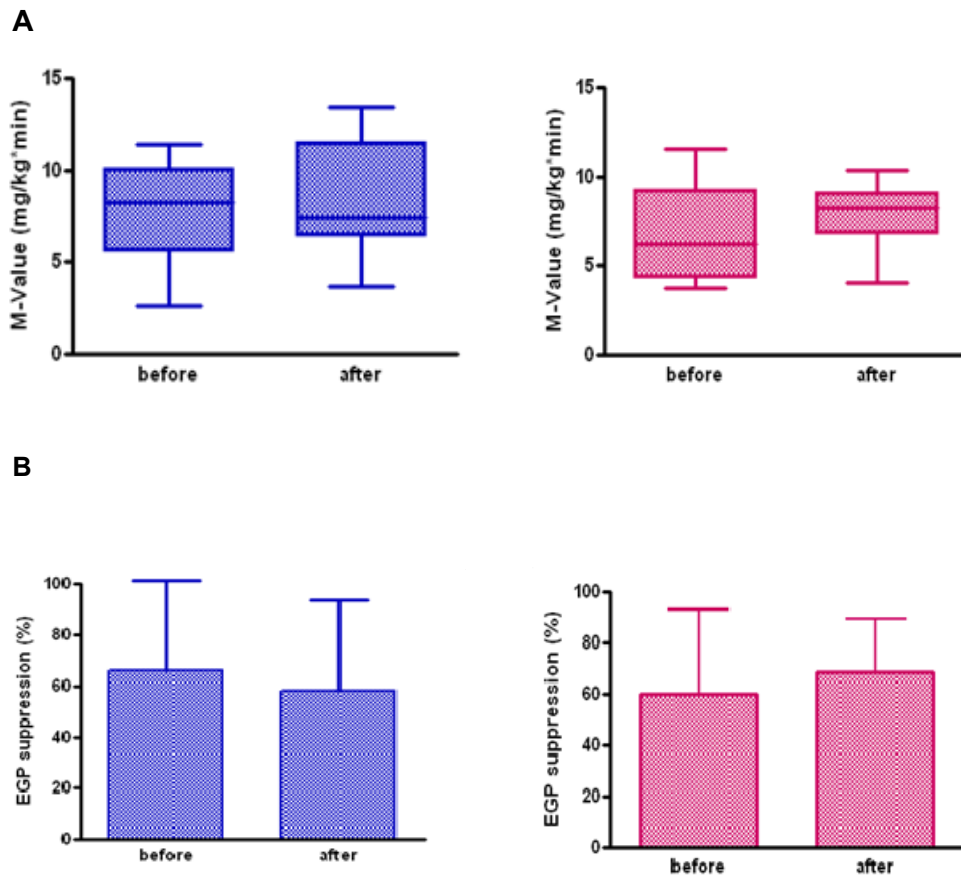 A
M-Value (mg/kg*min)
15
10
5
0
before after
M-Value (mg/kg*min)
15
10
5
0
before after
B
EGP suppression (%)
100
80
60
40
20
0
before after
EGP suppression (%)
100
80
60
40
20
0
before after